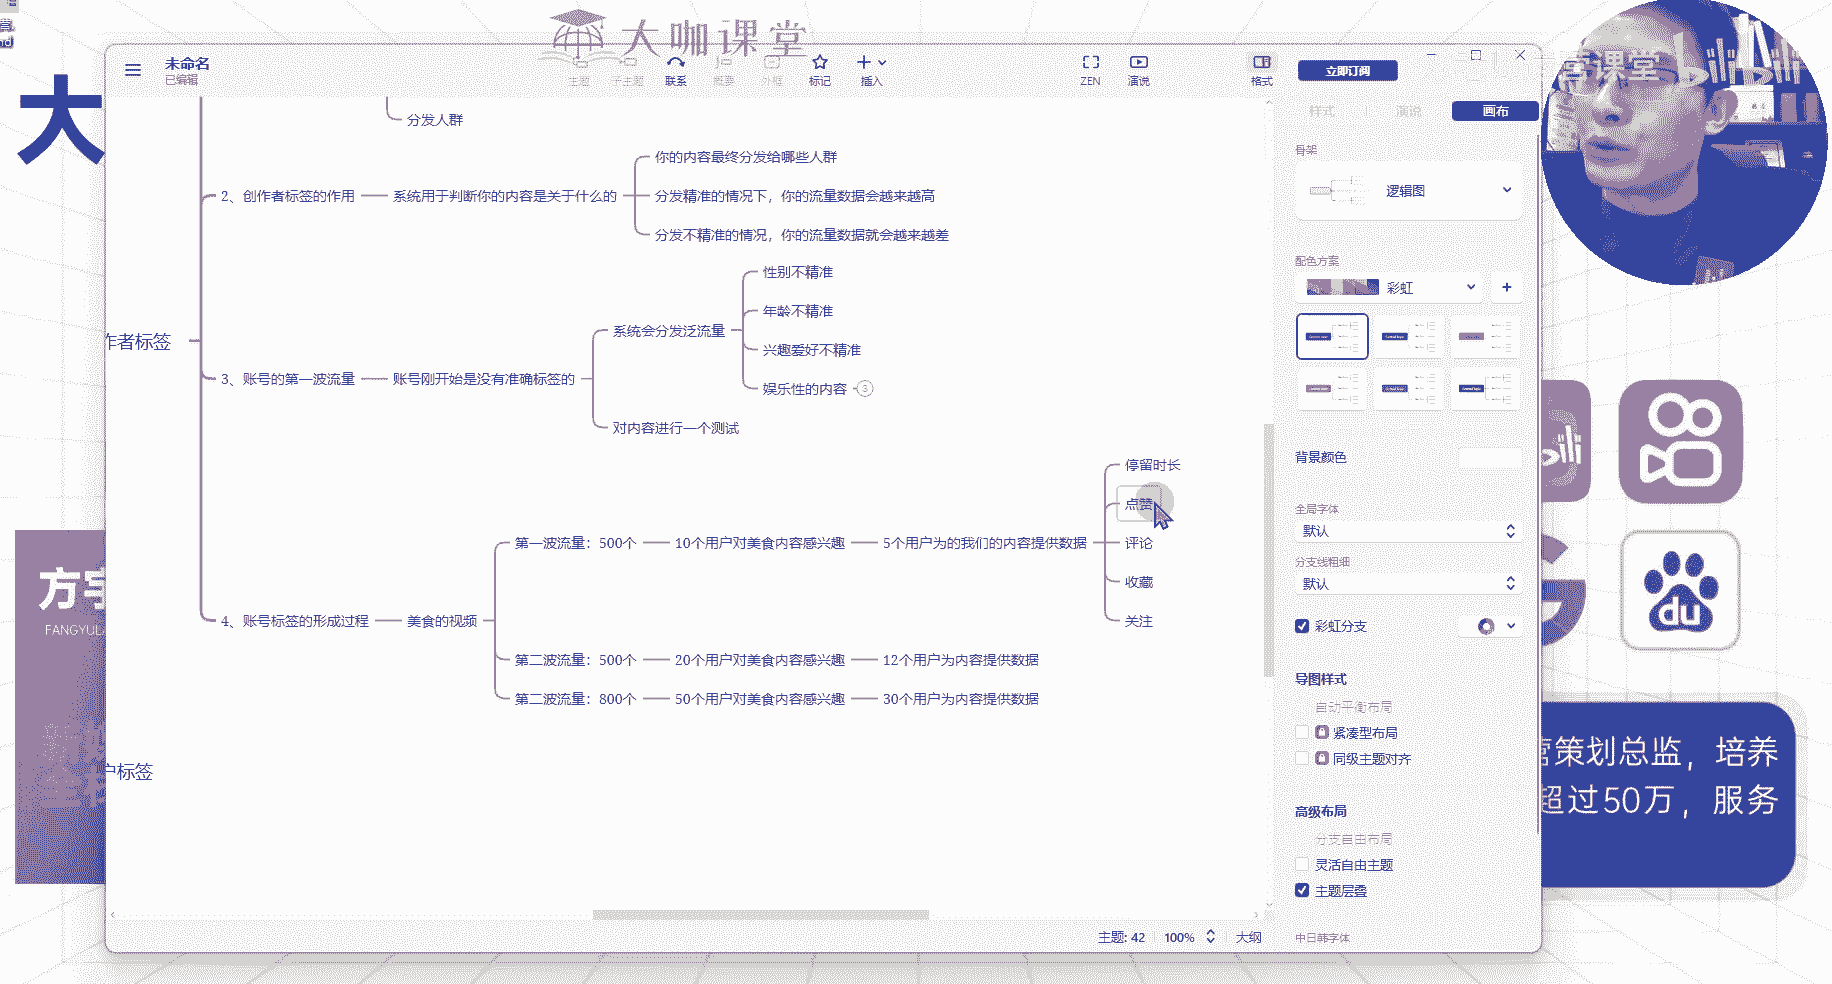 大咖课堂
未命名
已编辑
主题
子主题
联系
概要
外框
标记
插入
ZEN
演说
格式
立即订阅
样式
演说
画布
课堂
bilibili
大
分发人群
2、创作者标签的作用
系统用于判断你的内容是关于什么的
你的内容最终分发给哪些人群
分发精准的情况下，你的流量数据会越来越高
分发不精准的情况，你的流量数据就会越来越差
作者标签
3、账号的第一波流量
账号刚开始是没有准确标签的
系统会分发泛流量
性别不精准
年龄不精准
兴趣爱好不精准
娱乐性的内容
3
对内容进行一个测试
4、账号标签的形成过程
美食的视频
第一波流量：500个
10个用户对美食内容感兴趣
5个用户为的我们的内容提供数据
停留时长
点赞
评论
收藏
关注
第二波流量：500个
20个用户对美食内容感兴趣
12个用户为内容提供数据
第二波流量：800个
50个用户对美食内容感兴趣
30个用户为内容提供数据
户标签
骨架
逻辑图
配色方案
彩虹
背景颜色
全局字体
默认
分支线粗细
默认
彩虹分支
导图样式
自动平衡布局
紧凑型布局
同级主题对齐
高级布局
分支自由布局
灵活自由主题
主题层叠
中日韩字体
主题: 42
100%
大纲
方宇
FANGYU
du
营策划总监，培养
超过50万，服务